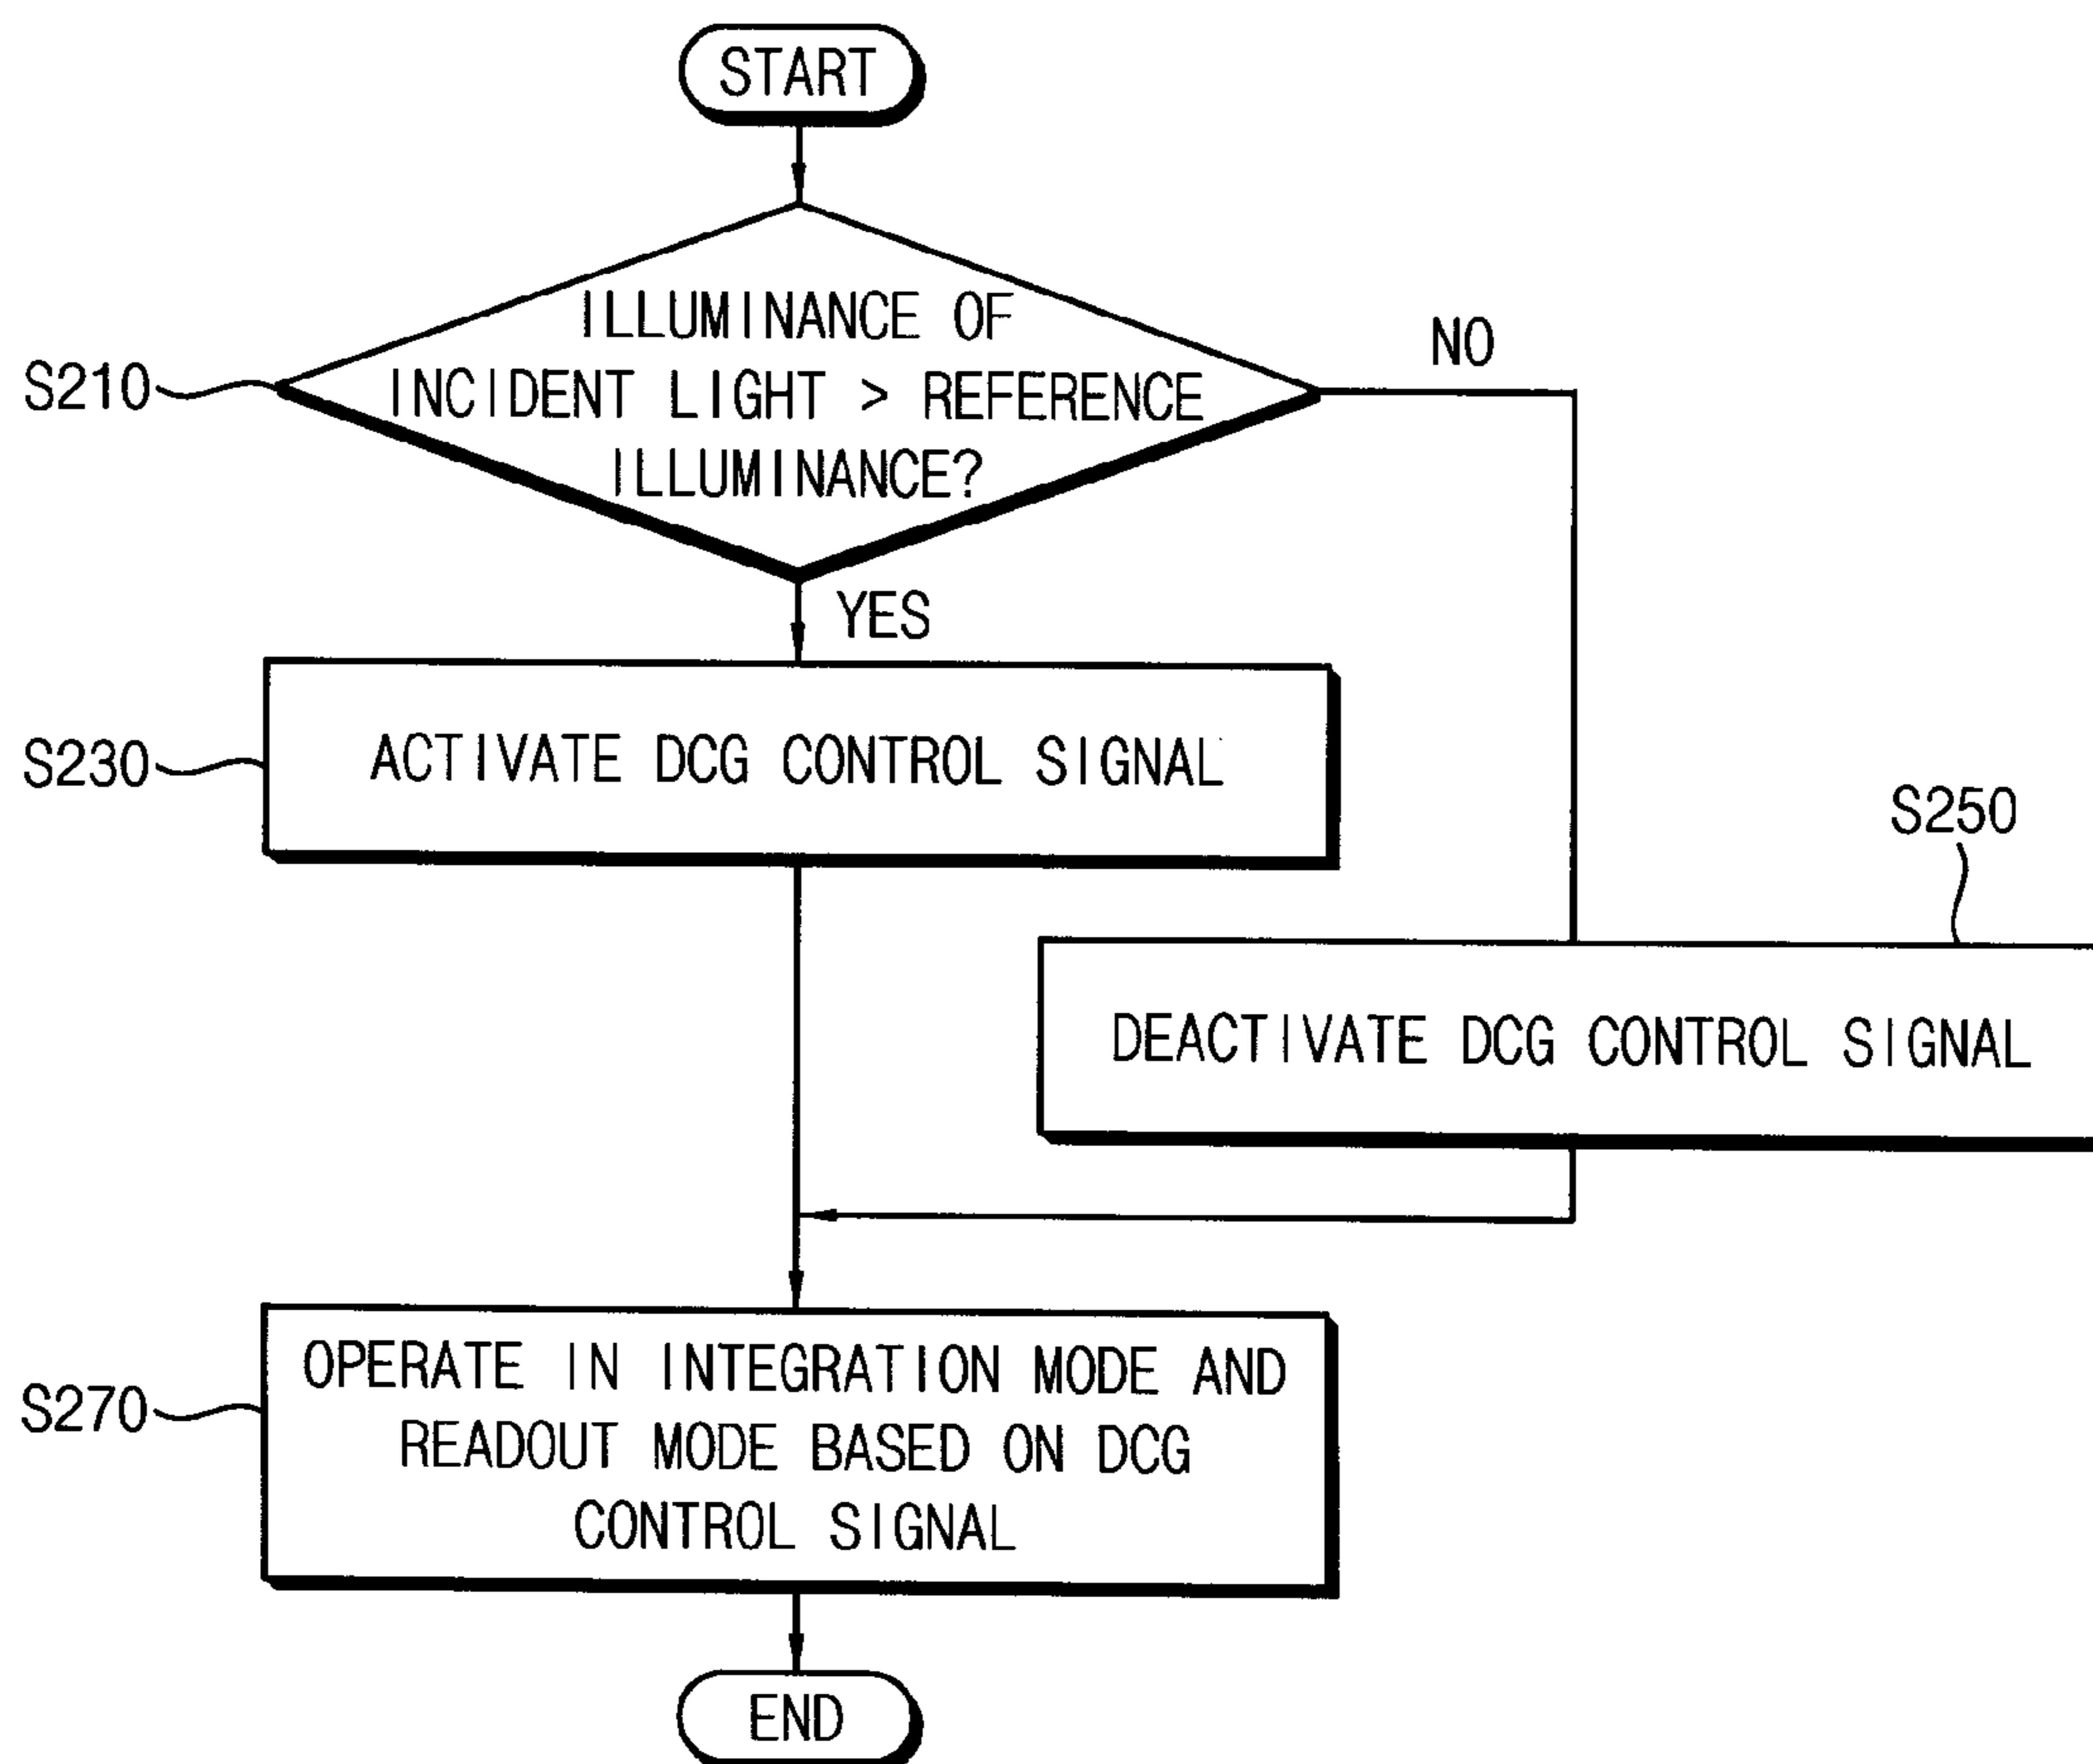 START
ILLUMINANCE OF
INCIDENT LIGHT > REFERENCE
ILLUMINANCE?
S210
NO
YES
S230
ACTIVATE DCG CONTROL SIGNAL
S250
DEACTIVATE DCG CONTROL SIGNAL
S270
OPERATE IN INTEGRATION MODE AND
READOUT MODE BASED ON DCG
CONTROL SIGNAL
END